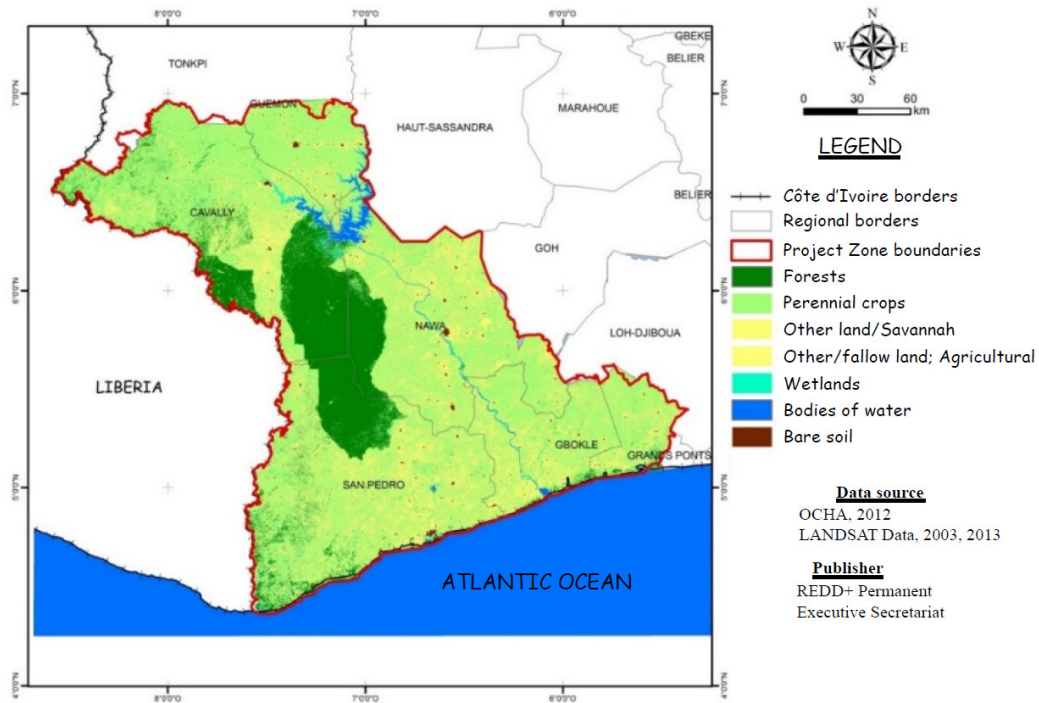 8°0'0"O
7°0'0"O
6°0'0"O
GBEKE
BELIER
TONKPI
7°0'0"N
7°0'0"N
GUEMON
MARAHOUE
HAUT-SASSANDRA
BELIER
CAVALLY
GOH
6°0'0"N
6°0'0"N
NAWA
LOH-DJIBOUA
LIBERIA
GBOKLE
GRANDS PONTS
SAN PEDRO
5°0'0"N
5°0'0"N
ATLANTIC OCEAN
4°0'0"N
4°0'0"N
8°0'0"O
7°0'0"O
6°0'0"O
N
W
E
S
0 30 60
km
LEGEND
Côte d'Ivoire borders
Regional borders
Project Zone boundaries
Forests
Perennial crops
Other land/Savannah
Other/fallow land; Agricultural
Wetlands
Bodies of water
Bare soil
Data source
OCHA, 2012
LANDSAT Data, 2003, 2013
Publisher
REDD+ Permanent
Executive Secretariat